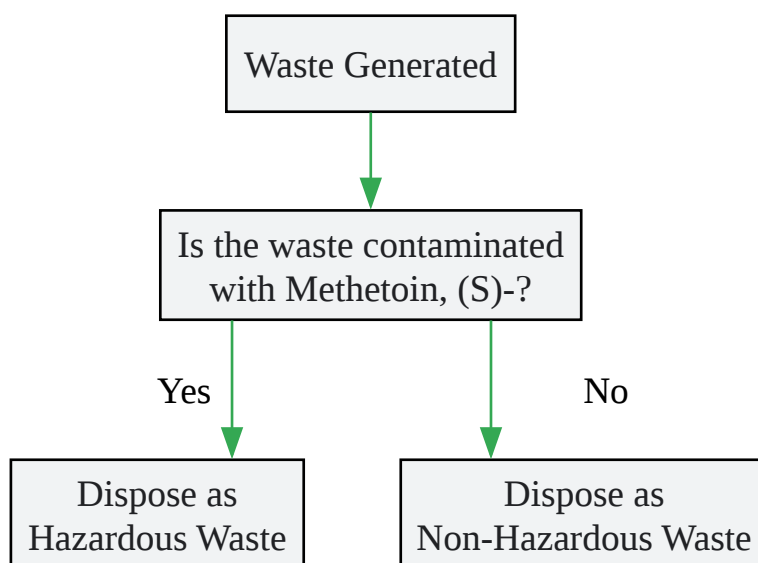 Waste Generated
Is the waste contaminated
with Methetoin, (S)-?
Yes
No
Dispose as
Hazardous Waste
Dispose as
Non-Hazardous Waste